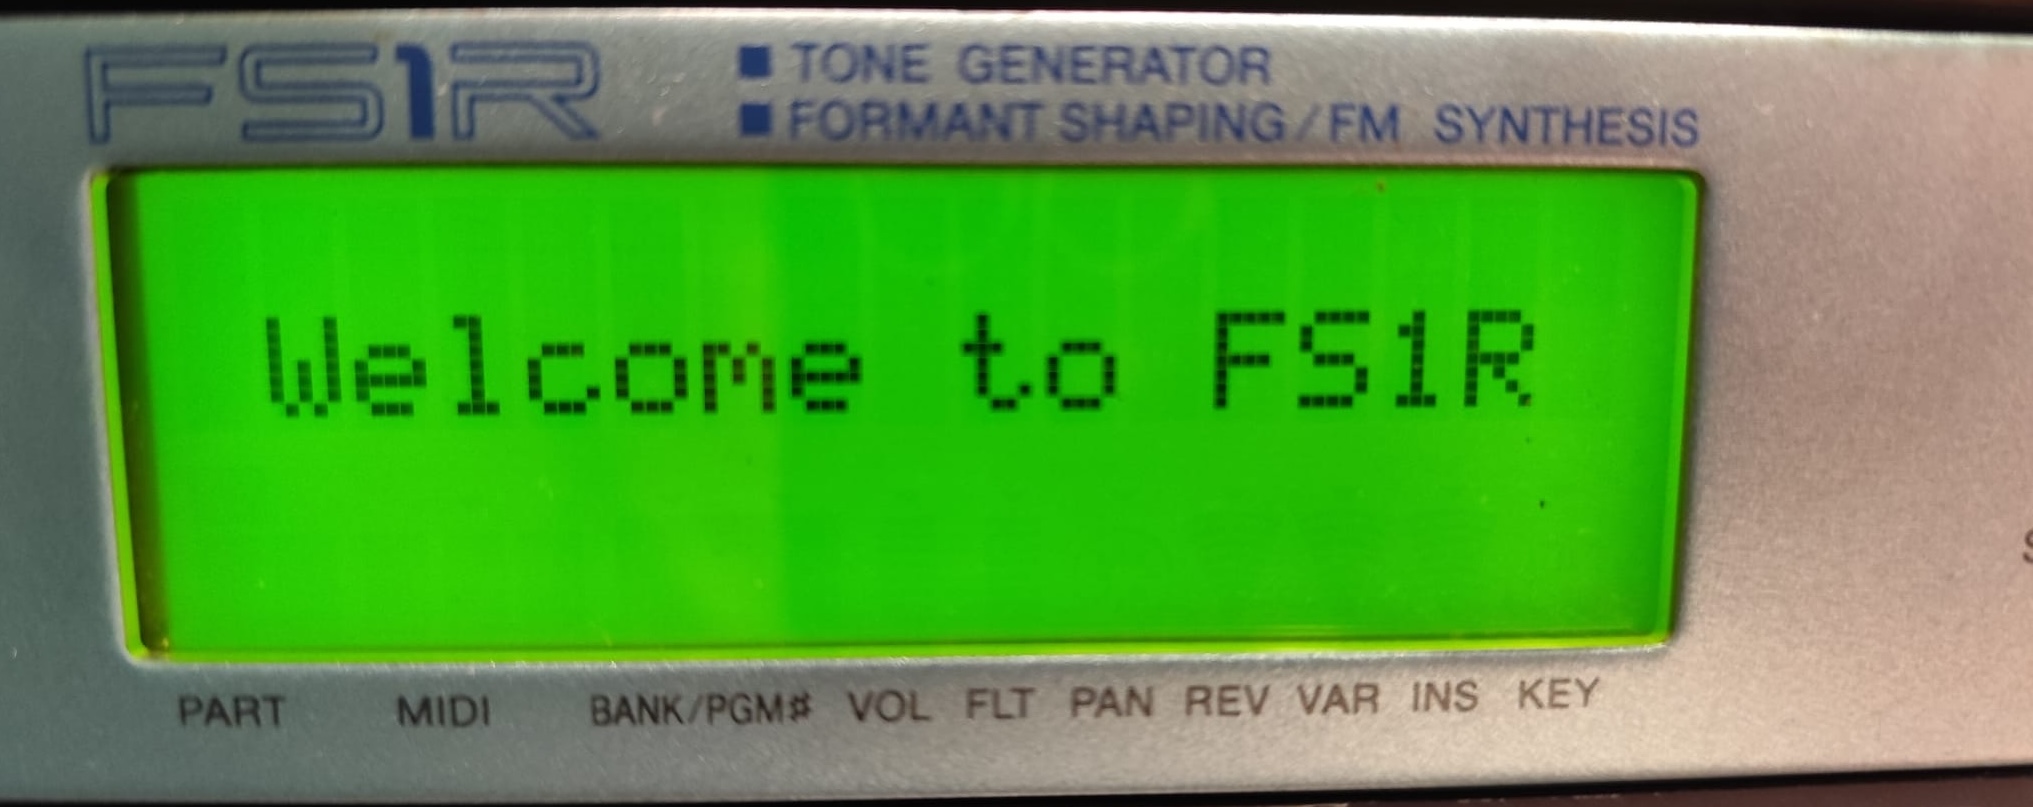 FS1R
■ TONE GENERATOR
■ FORMANT SHAPING/FM SYNTHESIS
Welcome to FS1R
PART MIDI BANK/PGM# VOL FLT PAN REV VAR INS KEY